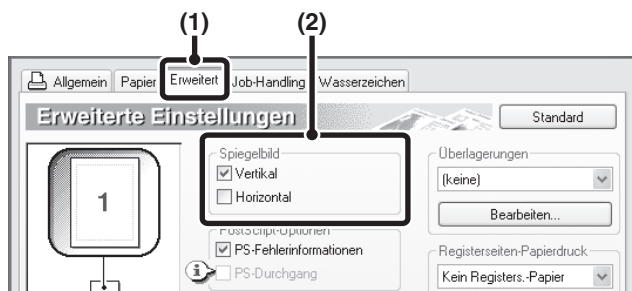 (1) (2)
Allgemein Papier Erweitert Job-Handling Wasserzeichen
Erweiterte Einstellungen Standard
Spiegelbild Überlagerungen
Vertikal (keine)
Horizontal
1 Bearbeiten...
PostScript-Optionen
PS-Fehlerinformationen Registerseiten-Papierdruck
PS-Durchgang Kein Registers.-Papier